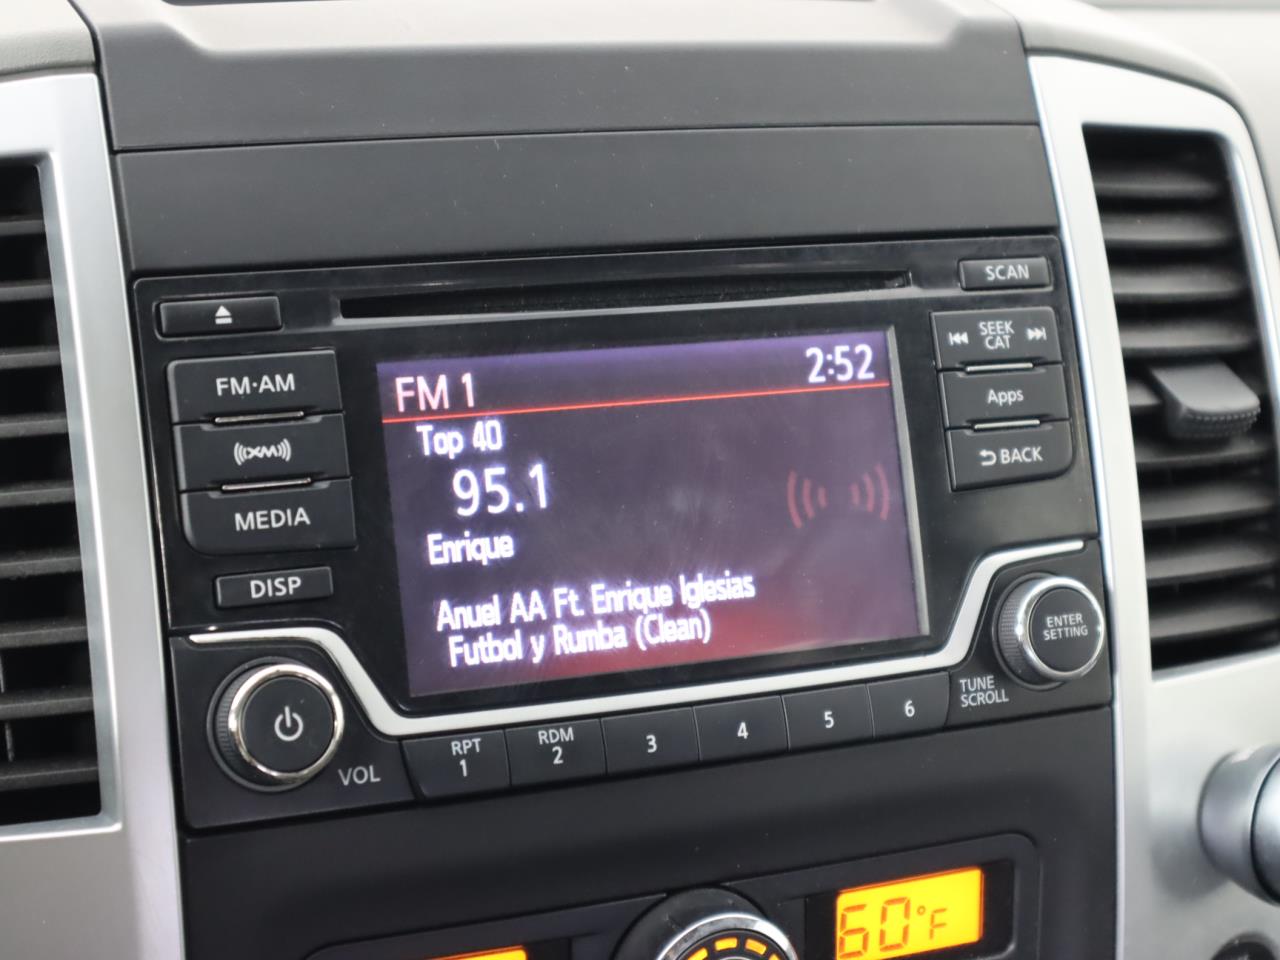 SCAN
SEEK
CAT
FM·AM
Apps
XM
BACK
MEDIA
DISP
FM 1 2:52
Top 40
95.1
Enrique
Anuel AA Ft. Enrique Iglesias
Futbol y Rumba (Clean)
ENTER
SETTING
TUNE
SCROLL
VOL
RPT
1
RDM
2
3
4
5
6
60°F